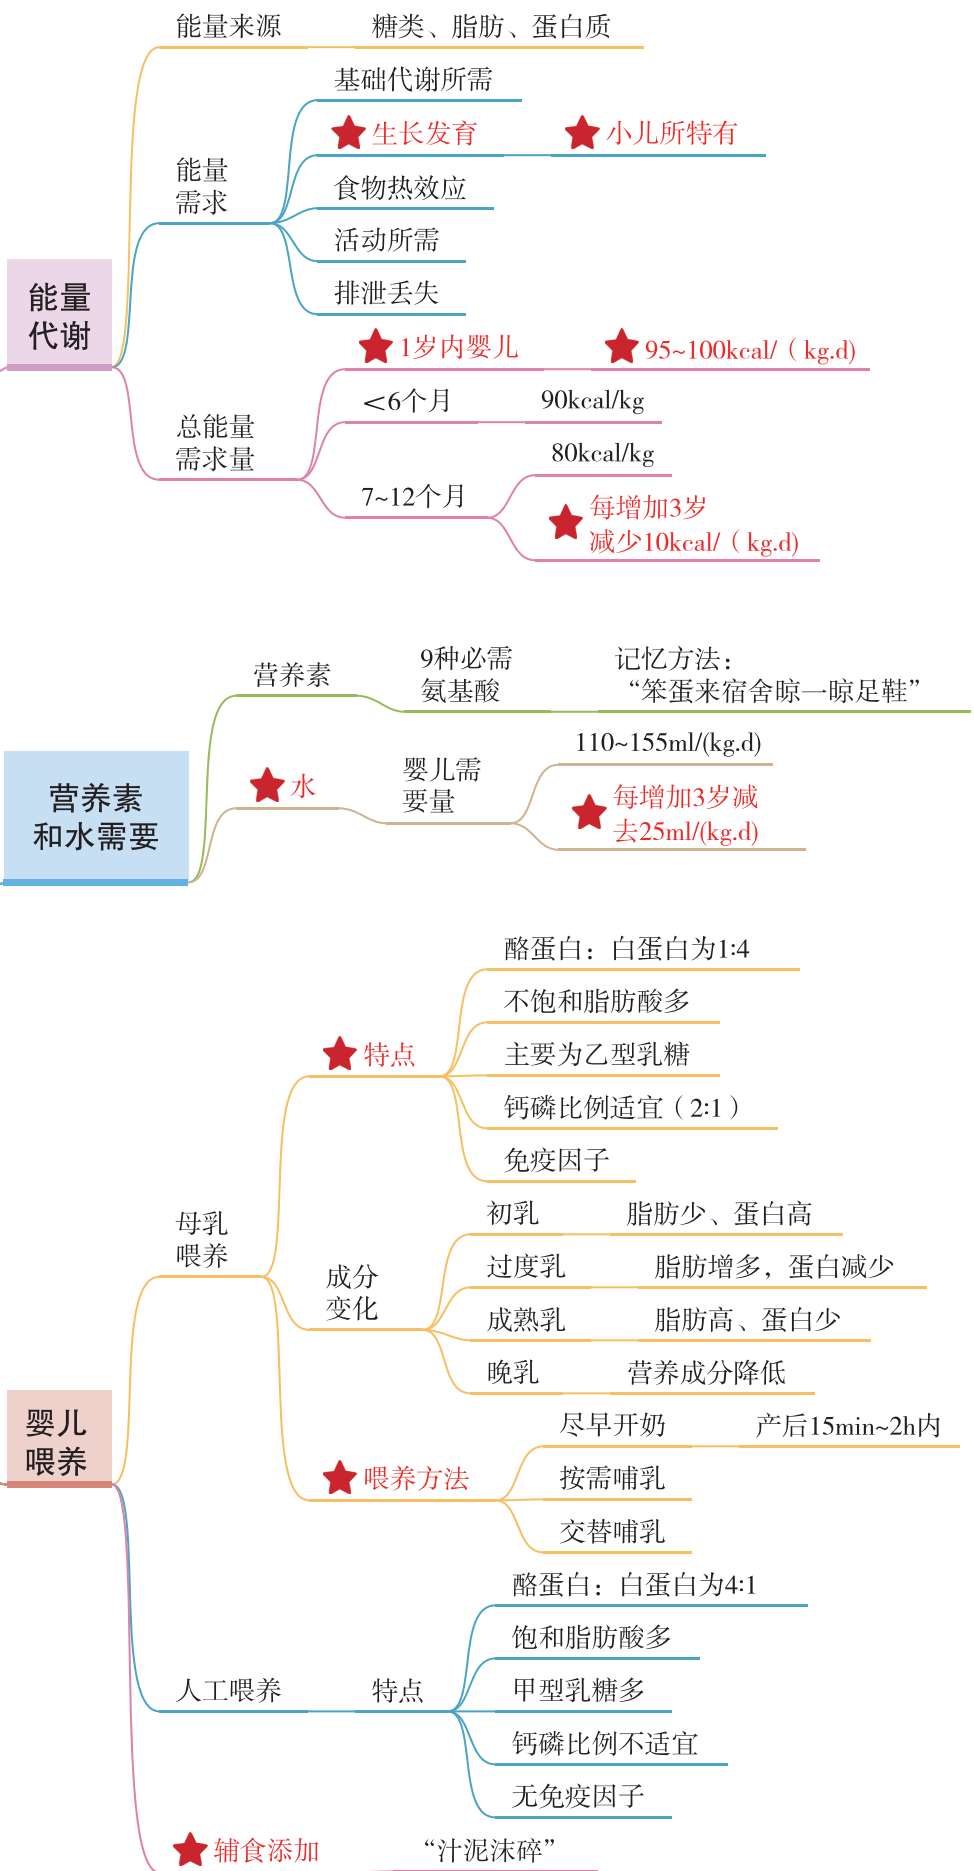 能量来源
糖类、脂肪、蛋白质
基础代谢所需
生长发育
小儿所特有
能量
需求
食物热效应
活动所需
排泄丢失
能量
代谢
1岁内婴儿
95~100kcal/（kg.d)
<6个月
90kcal/kg
总能量
需求量
80kcal/kg
7~12个月
每增加3岁
减少10kcal/（kg.d)
营养素
9种必需
氨基酸
记忆方法：
“笨蛋来宿舍晾一晾足鞋”
营养素
和水需要
水
婴儿需
要量
110~155ml/(kg.d)
每增加3岁减
去25ml/(kg.d)
酪蛋白：白蛋白为1:4
不饱和脂肪酸多
特点
主要为乙型乳糖
钙磷比例适宜（2:1）
免疫因子
母乳
喂养
初乳
脂肪少、蛋白高
成分
变化
过度乳
脂肪增多，蛋白减少
成熟乳
脂肪高、蛋白少
晚乳
营养成分降低
婴儿
喂养
尽早开奶
产后15min~2h内
喂养方法
按需哺乳
交替哺乳
酪蛋白：白蛋白为4:1
饱和脂肪酸多
人工喂养
特点
甲型乳糖多
钙磷比例不适宜
无免疫因子
辅食添加
“汁泥沫碎”